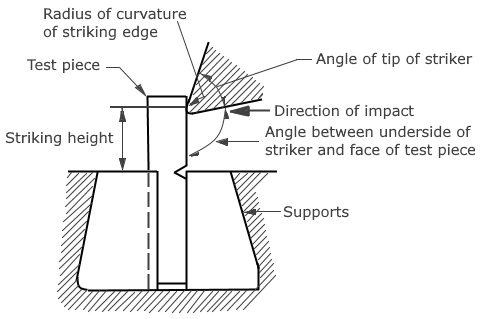 Radius of curvature
of striking edge
Test piece
Angle of tip of striker
Direction of impact
Striking height
Angle between underside of
striker and face of test piece
Supports